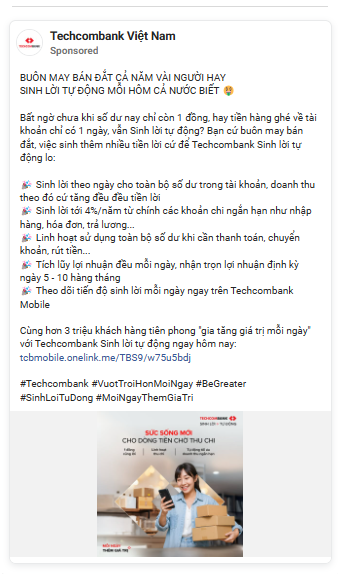 Techcombank Việt Nam
Sponsored
BUÔN MAY BÁN ĐẮT CẢ NĂM VÀI NGƯỜI HAY
SINH LỜI TỰ ĐỘNG MỖI HÔM CẢ NƯỚC BIẾT 🤩
Bất ngờ chưa khi số dư nay chỉ còn 1 đồng, hay tiền hàng ghé về tài
khoản chỉ có 1 ngày, vẫn Sinh lời tự động? Bạn cứ buôn may bán
đắt, việc sinh thêm nhiều tiền lời cứ để Techcombank Sinh lời tự
động lo:
🎉 Sinh lời theo ngày cho toàn bộ số dư trong tài khoản, doanh thu
theo đó cứ tăng đều đều tiền lời
🎉 Sinh lời tới 4%/năm từ chính các khoản chi ngắn hạn như nhập
hàng, hóa đơn, trả lương...
🎉 Linh hoạt sử dụng toàn bộ số dư khi cần thanh toán, chuyển
khoản, rút tiền...
🎉 Tích lũy lợi nhuận đều mỗi ngày, nhận trọn lợi nhuận định kỳ
ngày 5 - 10 hàng tháng
🎉 Theo dõi tiến độ sinh lời mỗi ngày ngay trên Techcombank
Mobile
Cùng hơn 3 triệu khách hàng tiên phong "gia tăng giá trị mỗi ngày"
với Techcombank Sinh lời tự động ngay hôm nay:
tcbmobile.onelink.me/TBS9/w75u5bdj
#Techcombank #VuotTroiHonMoiNgay #BeGreater
#SinhLoiTuDong #MoiNgayThemGiaTri
TECHCOMBANK
SINH LỜI TỰ ĐỘNG
SỨC SỐNG MỚI
CHO DÒNG TIỀN CHỜ THU CHI
MỖI NGÀY
THÊM GIÁ TRỊ